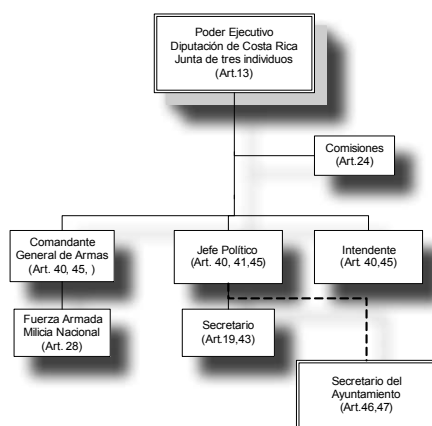 Poder Ejecutivo
Diputación de Costa Rica
Junta de tres individuos
(Art.13)
Comisiones
(Art.24)
Comandante
General de Armas
(Art. 40, 45, )
Jefe Político
(Art. 40, 41,45)
Intendente
(Art. 40,45)
Fuerza Armada
Milicia Nacional
(Art. 28)
Secretario
(Art.19,43)
Secretario del
Ayuntamiento
(Art.46,47)